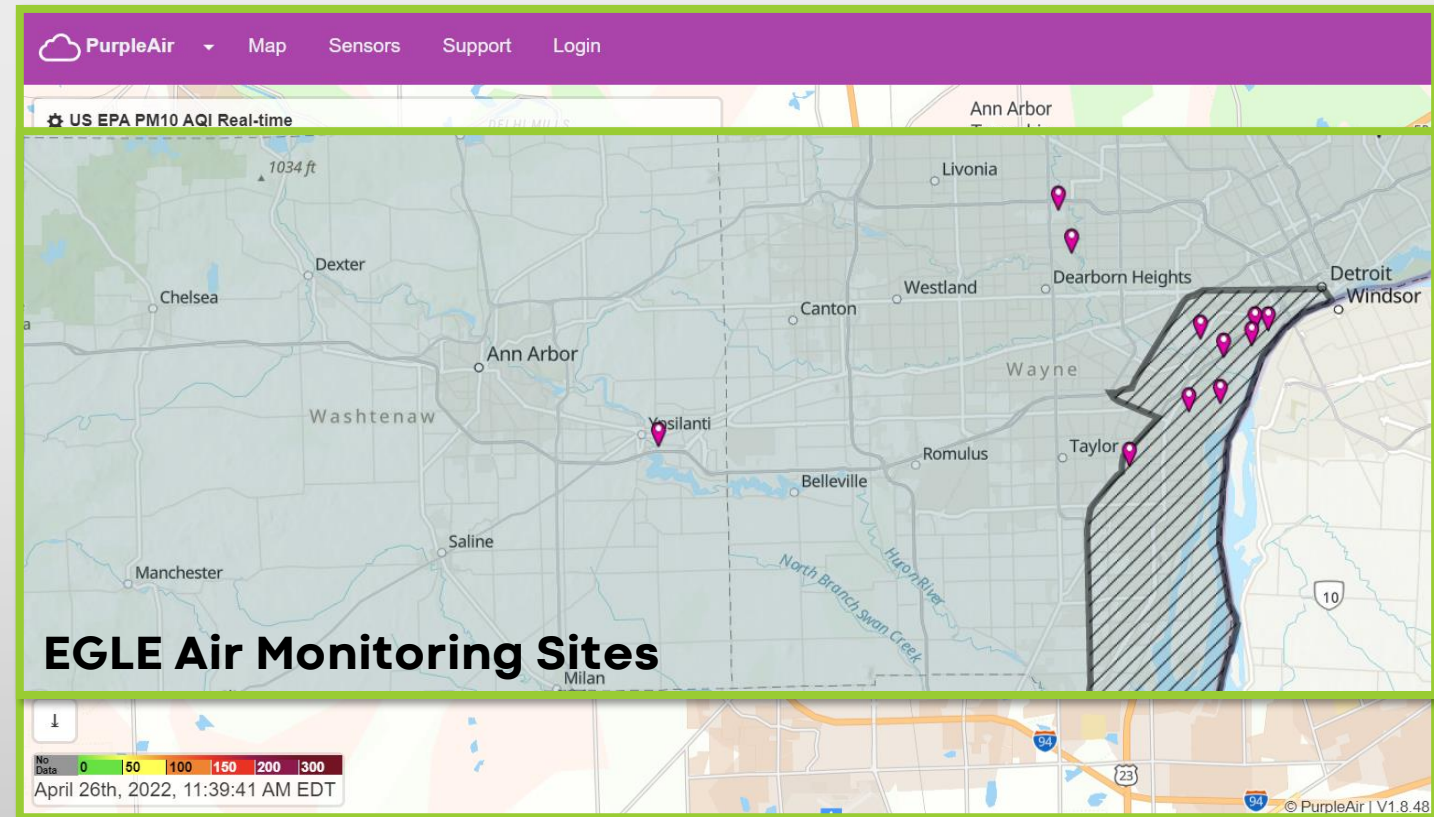 PurpleAir Map Sensors Support Login
US EPA PM10 AQI Real-time
DELHI MILLS
Ann Arbor
1034 ft
Livonia
Dexter
Chelsea
Dearborn Heights
Detroit
Windsor
Westland
Canton
Ann Arbor
Wayne
Washtenaw
Ypsilanti
Romulus
Taylor
Belleville
Saline
Manchester
North Branch Swan Creek
Huron River
10
EGLE Air Monitoring Sites
Milan
94
23
94
No Data 0 50 100 150 200 300
April 26th, 2022, 11:39:41 AM EDT
© PurpleAir | V1.8.48